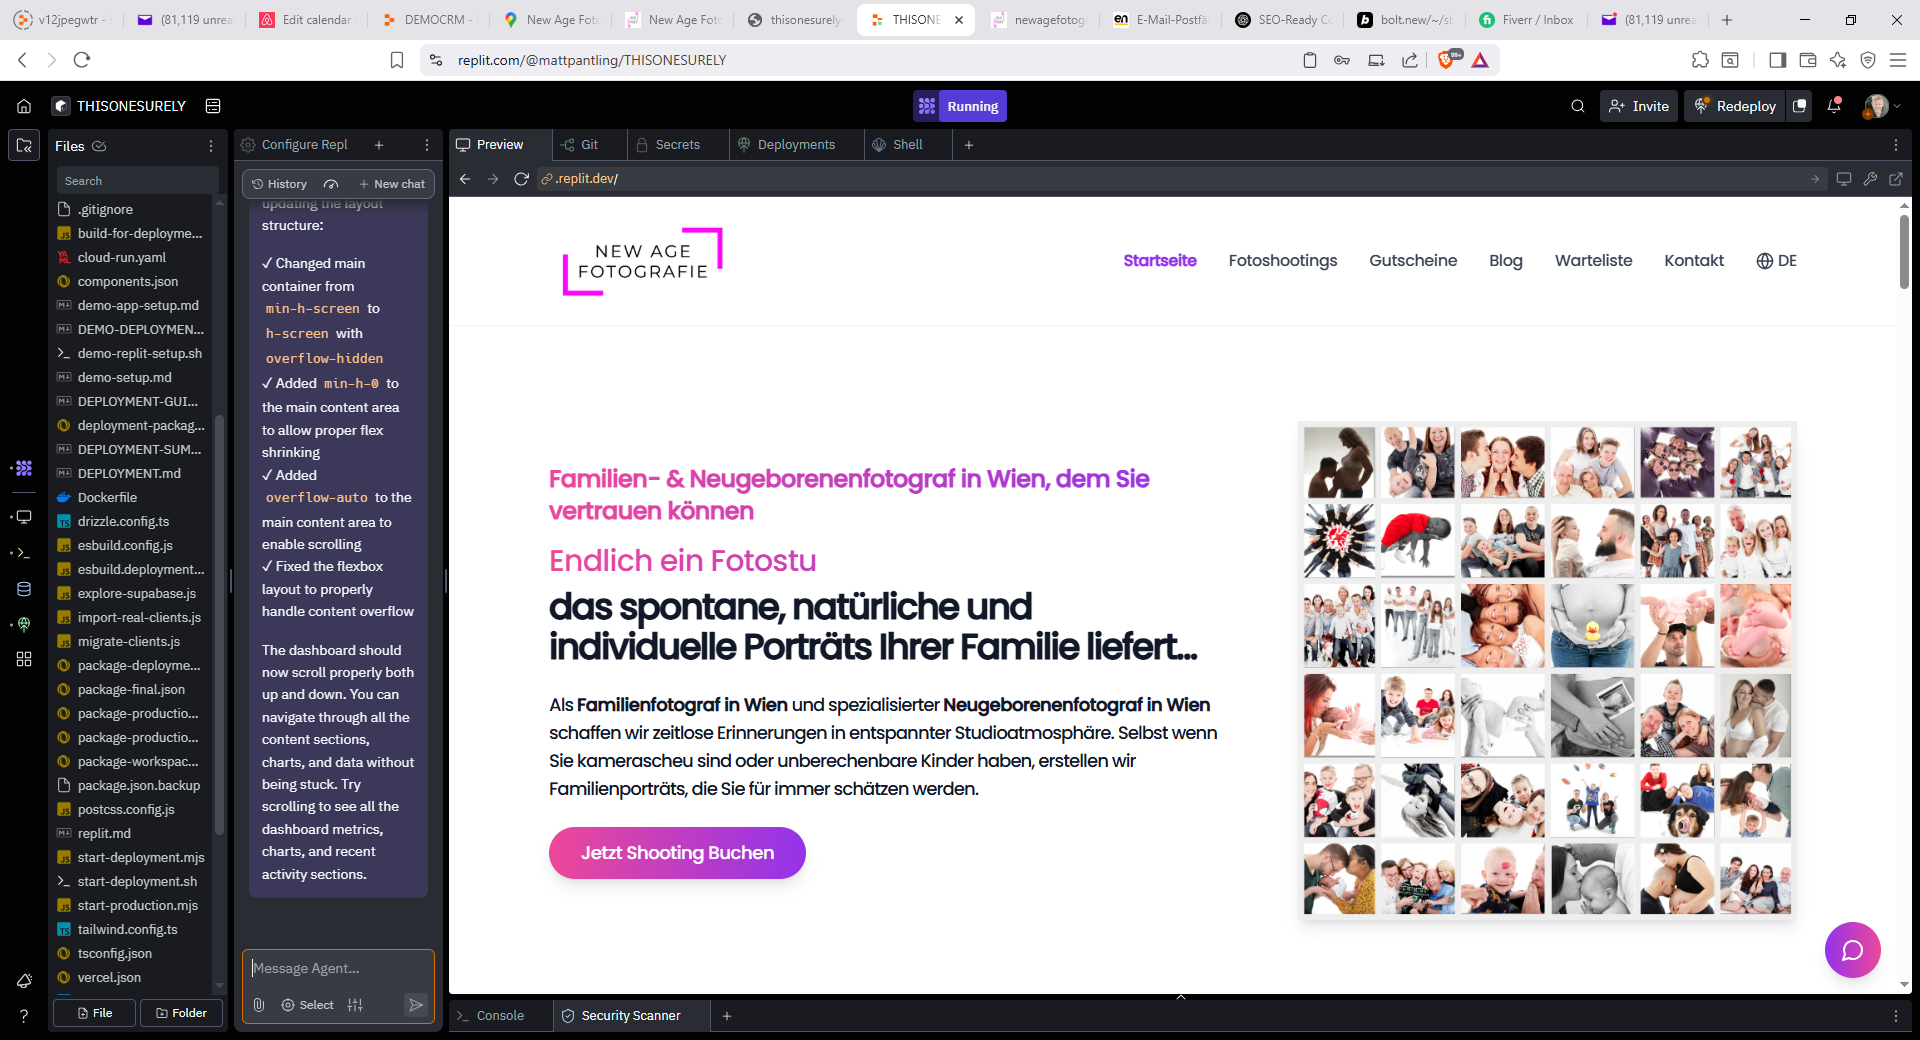 v12jpegwtr -
(81,119 unrea
Edit calendar
DEMOCRM -
New Age Fot
New Age Fot
thisonesurely
THISONE
newagefotog
E-Mail-Postfä
SEO-Ready Co
bolt.new/~/sb
Fiverr / Inbox
(81,119 unrea
replit.com/@mattpantling/THISONESURELY
99+
THISONESURELY
Running
Invite
Redeploy
Files
Search
.gitignore
build-for-deployme...
cloud-run.yaml
components.json
demo-app-setup.md
DEMO-DEPLOYMEN...
demo-replit-setup.sh
demo-setup.md
DEPLOYMENT-GUI...
deployment-packag...
DEPLOYMENT-SUM...
DEPLOYMENT.md
Dockerfile
drizzle.config.ts
esbuild.config.js
esbuild.deployment...
explore-supabase.js
import-real-clients.js
migrate-clients.js
package-deployme...
package-final.json
package-productio...
package-productio...
package-workspac...
package.json.backup
postcss.config.js
replit.md
start-deployment.mjs
start-deployment.sh
start-production.mjs
tailwind.config.ts
tsconfig.json
vercel.json
File
Folder
Configure Repl
History
New chat
updating the layout
structure:
✓ Changed main
container from
min-h-screen to
h-screen with
overflow-hidden
✓ Added min-h-0 to
the main content area
to allow proper flex
shrinking
✓ Added
overflow-auto to the
main content area to
enable scrolling
✓ Fixed the flexbox
layout to properly
handle content overflow
The dashboard should
now scroll properly both
up and down. You can
navigate through all the
content sections,
charts, and data without
being stuck. Try
scrolling to see all the
dashboard metrics,
charts, and recent
activity sections.
Message Agent...
Select
Preview
Git
Secrets
Deployments
Shell
.replit.dev/
NEW AGE
FOTOGRAFIE
Startseite
Fotoshootings
Gutscheine
Blog
Warteliste
Kontakt
DE
Familien- & Neugeborenenfotograf in Wien, dem Sie
vertrauen können
Endlich ein Fotostu
das spontane, natürliche und
individuelle Porträts Ihrer Familie liefert...
Als Familienfotograf in Wien und spezialisierter Neugeborenenfotograf in Wien
schaffen wir zeitlose Erinnerungen in entspannter Studioatmosphäre. Selbst wenn
Sie kamerascheu sind oder unberechenbare Kinder haben, erstellen wir
Familienporträts, die Sie für immer schätzen werden.
Jetzt Shooting Buchen
Console
Security Scanner